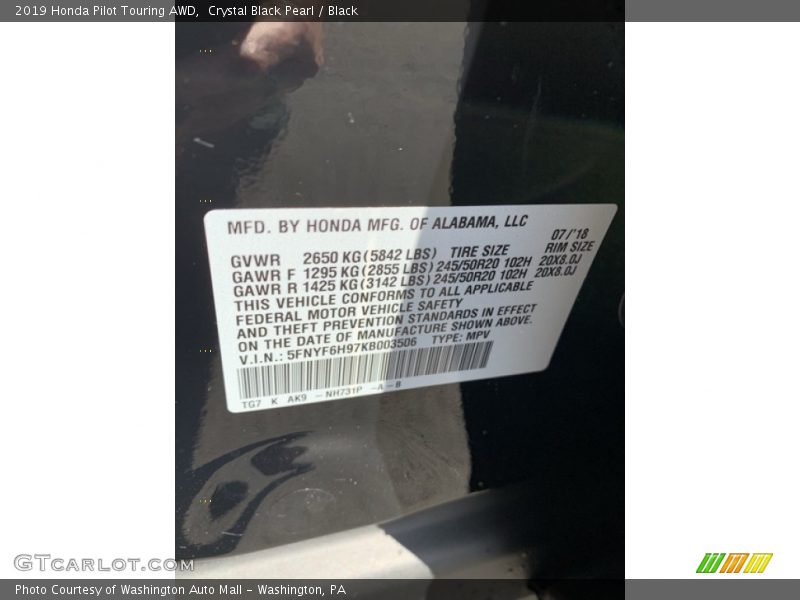 2019 Honda Pilot Touring AWD,  Crystal Black Pearl / Black
MFD. BY HONDA MFG. OF ALABAMA, LLC
07/'18
GVWR 2650 KG (5842 LBS) TIRE SIZE RIM SIZE
GAWR F 1295 KG (2855 LBS) 245/50R20 102H 20X8.0J
GAWR R 1425 KG (3142 LBS) 245/50R20 102H 20X8.0J
THIS VEHICLE CONFORMS TO ALL APPLICABLE
FEDERAL MOTOR VEHICLE SAFETY
AND THEFT PREVENTION STANDARDS IN EFFECT
ON THE DATE OF MANUFACTURE SHOWN ABOVE.
V.I.N.: 5FNYF6H97KB003506 TYPE: MPV
TG7 K AK9 -NH731P -A-B
GTcarlot.com
Photo Courtesy of Washington Auto Mall - Washington, PA